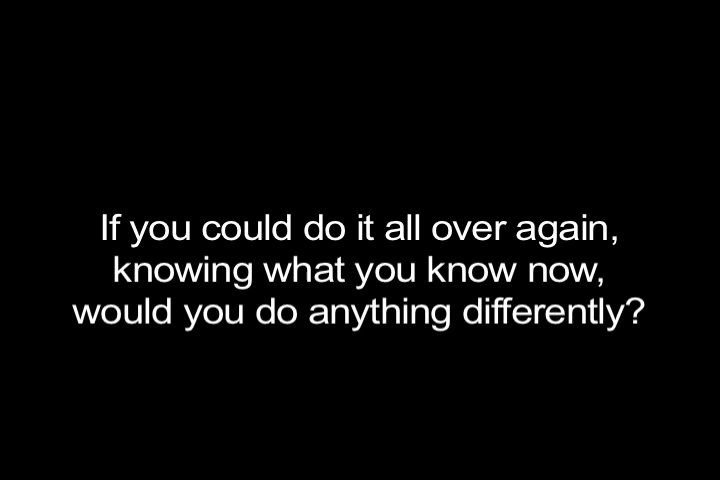 If you could do it all over again,
knowing what you know now,
would you do anything differently?